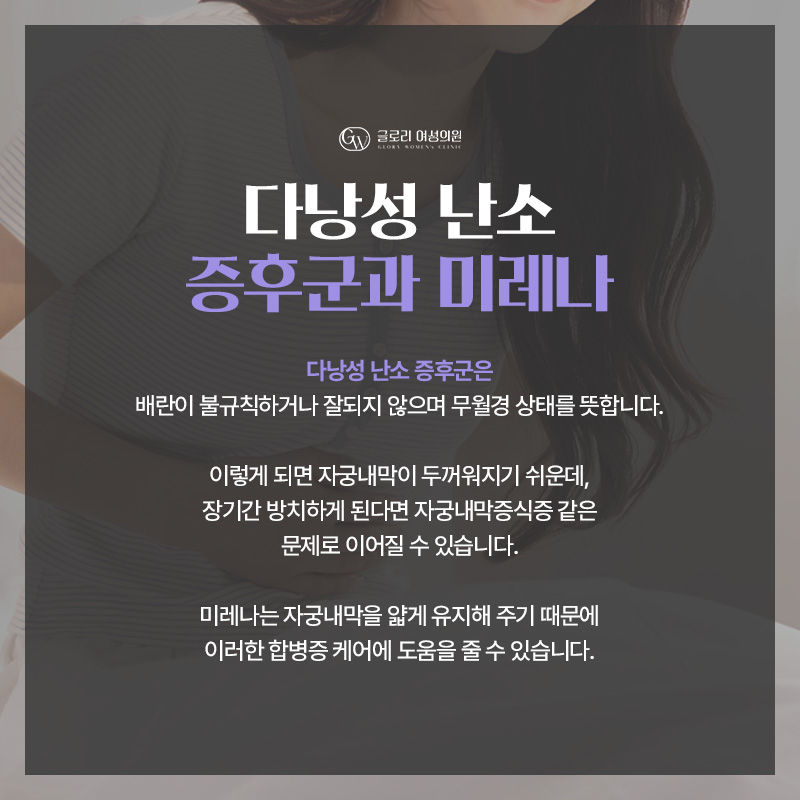 GW 글로리 여성의원
GLORY WOMEN's CLINIC
다낭성 난소
증후군과 미레나
다낭성 난소 증후군은
배란이 불규칙하거나 잘되지 않으며 무월경 상태를 뜻합니다.
이렇게 되면 자궁내막이 두꺼워지기 쉬운데,
장기간 방치하게 된다면 자궁내막증식증 같은
문제로 이어질 수 있습니다.
미레나는 자궁내막을 얇게 유지해 주기 때문에
이러한 합병증 케어에 도움을 줄 수 있습니다.